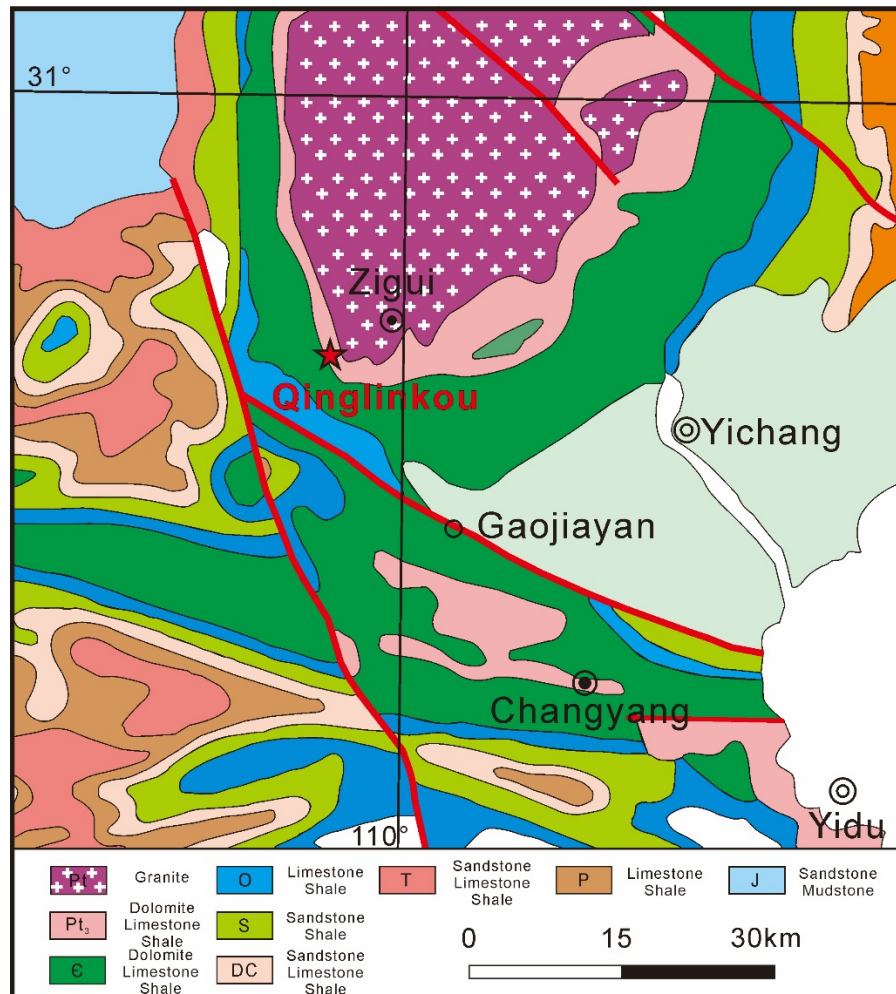 31°
Zigui
Qinglinkou
Yichang
Gaojiayan
Changyang
Yidu
110°
Pt
Granite
O
Limestone
Shale
T
Sandstone
Limestone
Shale
P
Limestone
Shale
J
Sandstone
Mudstone
Pt₃
Dolomite
Limestone
Shale
S
Sandstone
Shale
Є
Dolomite
Limestone
Shale
DC
Sandstone
Limestone
Shale
0 15 30km